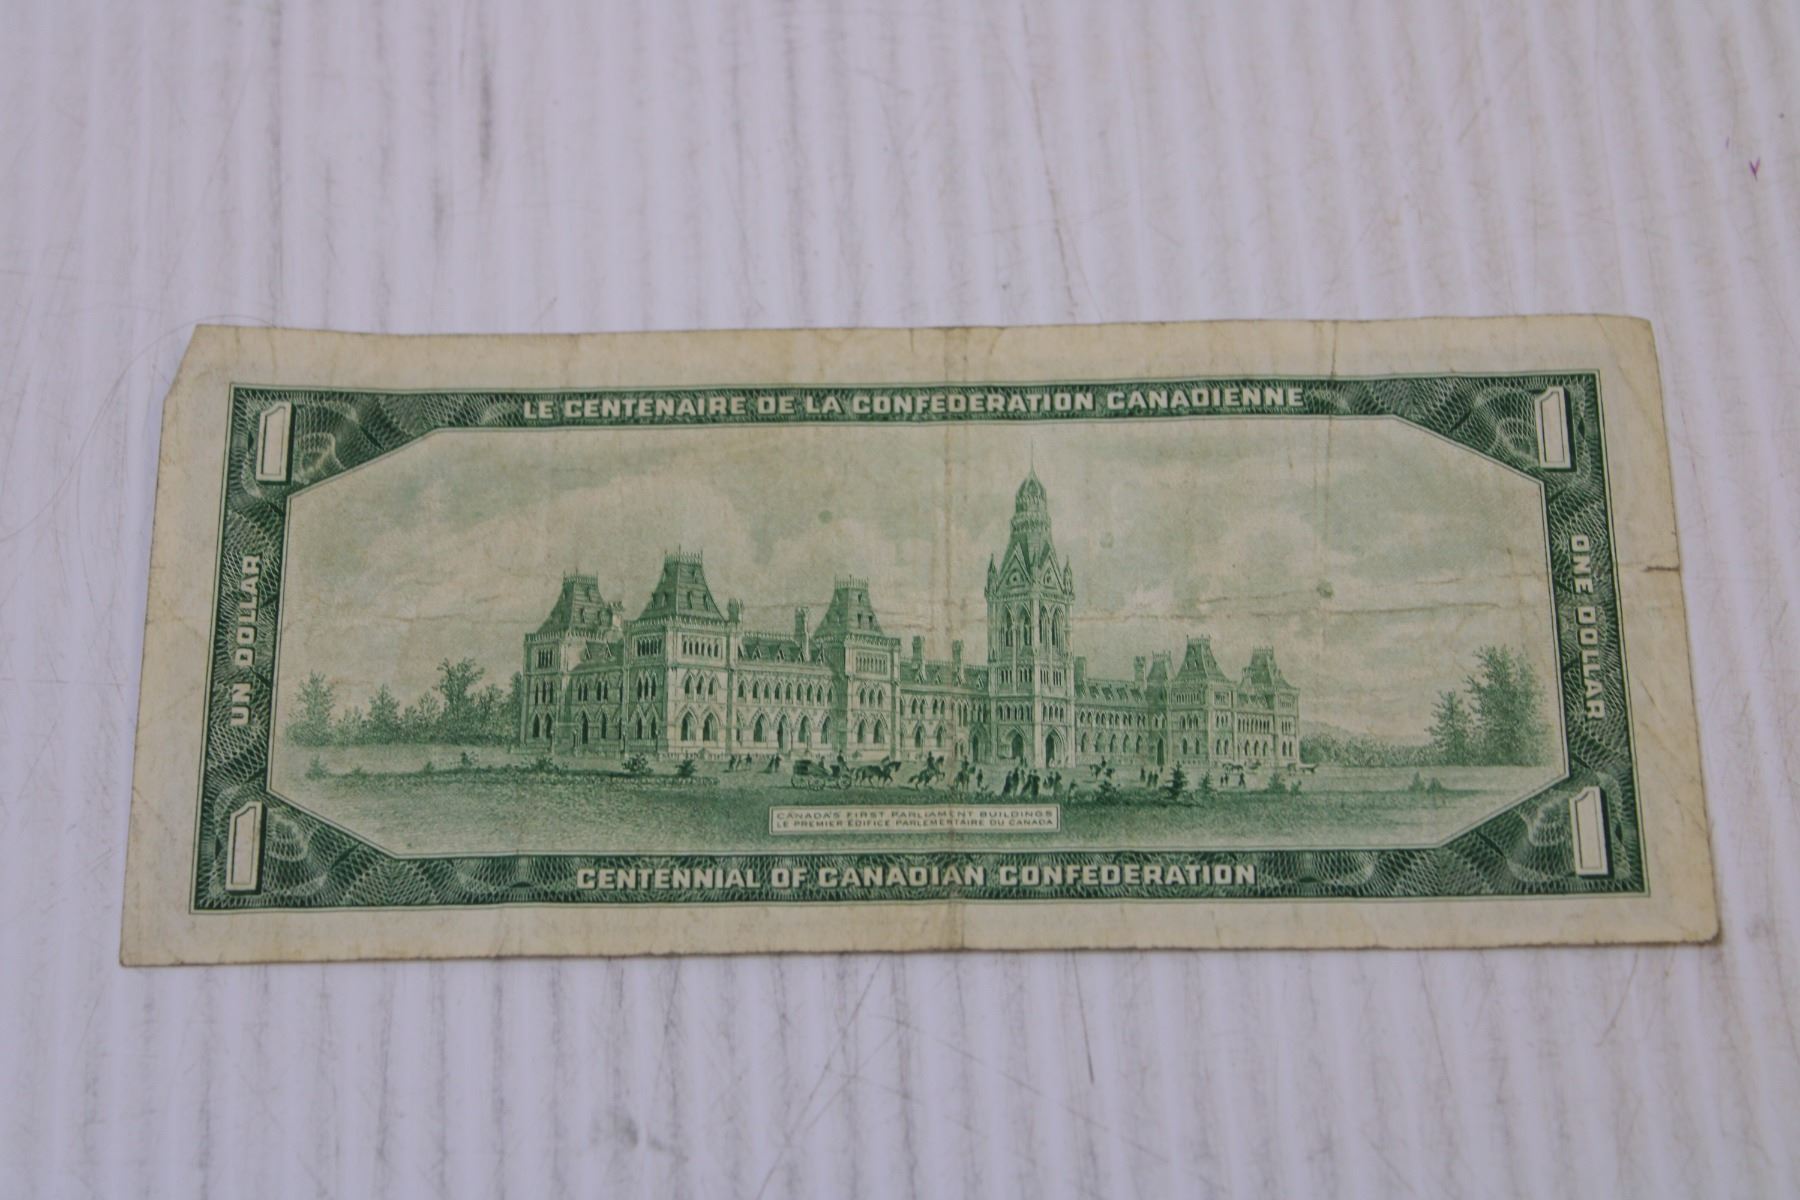 1 LE CENTENAIRE DE LA CONFEDERATION CANADIENNE 1
UN DOLLAR
ONE DOLLAR
CANADA'S FIRST PARLIAMENT BUILDINGS
LE PREMIER EDIFICE PARLEMENTAIRE DU CANADA
1 CENTENNIAL OF CANADIAN CONFEDERATION 1